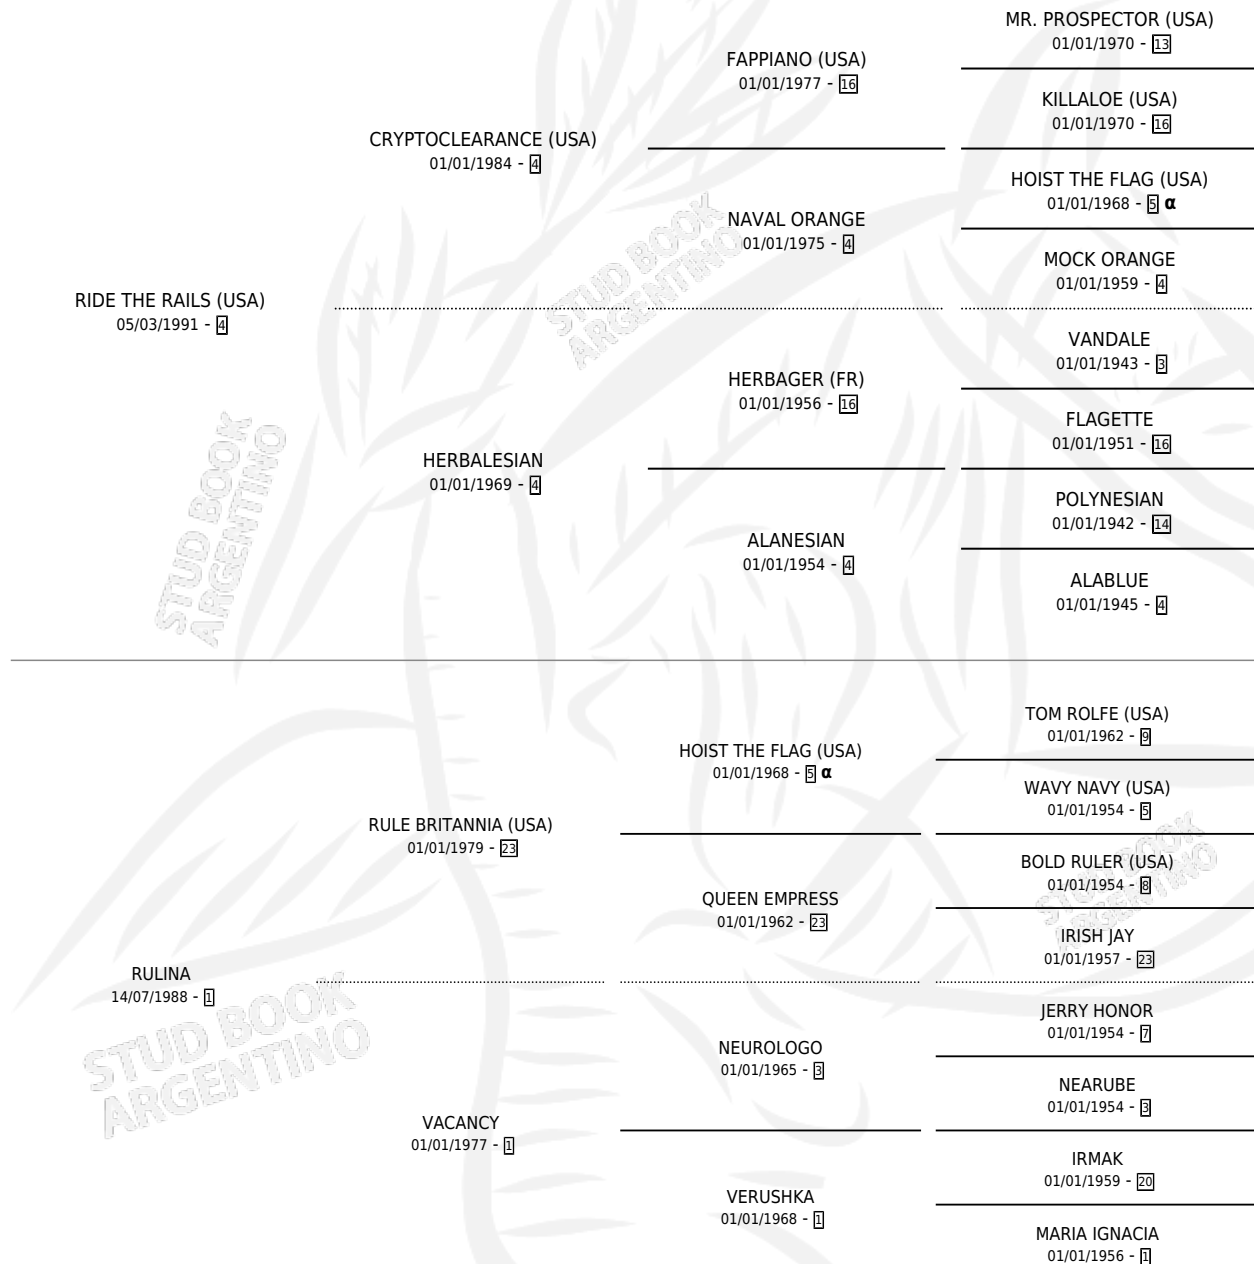 MR. PROSPECTOR (USA)
01/01/1970 - 13
FAPPIANO (USA)
01/01/1977 - 16
KILLALOE (USA)
01/01/1970 - 16
CRYPTOCLEARANCE (USA)
01/01/1984 - 4
HOIST THE FLAG (USA)
01/01/1968 - 5 α
NAVAL ORANGE
01/01/1975 - 4
MOCK ORANGE
01/01/1959 - 4
STUD BOOK
ARGENTINO
RIDE THE RAILS (USA)
05/03/1991 - 4
VANDALE
01/01/1943 - 3
HERBAGER (FR)
01/01/1956 - 16
FLAGETTE
01/01/1951 - 16
HERBALESIAN
01/01/1969 - 4
POLYNESIAN
01/01/1942 - 14
ALANESIAN
01/01/1954 - 4
ALABLUE
01/01/1945 - 4
STUD BOOK
ARGENTINO
TOM ROLFE (USA)
01/01/1962 - 9
HOIST THE FLAG (USA)
01/01/1968 - 5 α
WAVY NAVY (USA)
01/01/1954 - 5
RULE BRITANNIA (USA)
01/01/1979 - 23
BOLD RULER (USA)
01/01/1954 - 8
STUD BOOK
ARGENTINO
QUEEN EMPRESS
01/01/1962 - 23
IRISH JAY
01/01/1957 - 23
RULINA
14/07/1988 - 1
JERRY HONOR
01/01/1954 - 7
NEUROLOGO
01/01/1965 - 3
NEARUBE
01/01/1954 - 3
STUD BOOK
ARGENTINO
VACANCY
01/01/1977 - 1
IRMAK
01/01/1959 - 20
VERUSHKA
01/01/1968 - 1
MARIA IGNACIA
01/01/1956 - 1